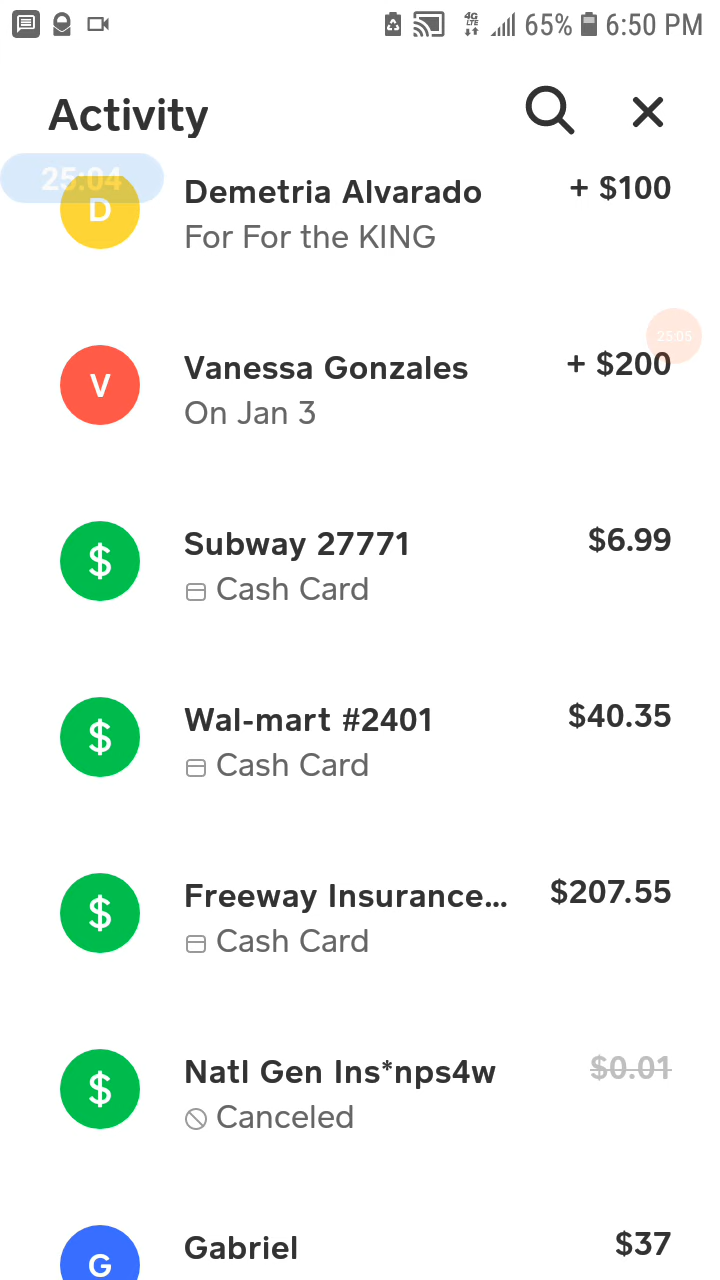 4G LTE 65% 6:50 PM
Activity
25:04
D Demetria Alvarado + $100
For For the KING
25:05
V Vanessa Gonzales + $200
On Jan 3
$ Subway 27771 $6.99
Cash Card
$ Wal-mart #2401 $40.35
Cash Card
$ Freeway Insurance... $207.55
Cash Card
$ Natl Gen Ins*nps4w $0.01
Canceled
G Gabriel $37